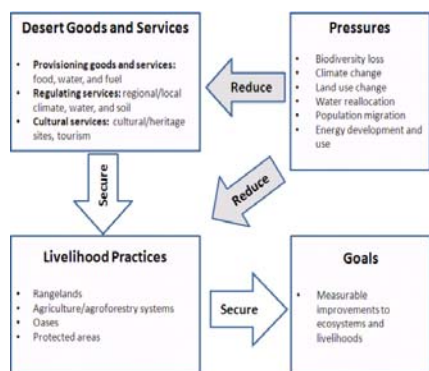 Desert Goods and Services
• Provisioning goods and services:
food, water, and fuel
• Regulating services: regional/local
climate, water, and soil
• Cultural services: cultural/heritage
sites, tourism
Reduce
Pressures
• Biodiversity loss
• Climate change
• Land use change
• Water reallocation
• Population migration
• Energy development and
use
Secure
Reduce
Livelihood Practices
• Rangelands
• Agriculture/agroforestry systems
• Oases
• Protected areas
Secure
Goals
• Measurable
improvements to
ecosystems and
livelihoods